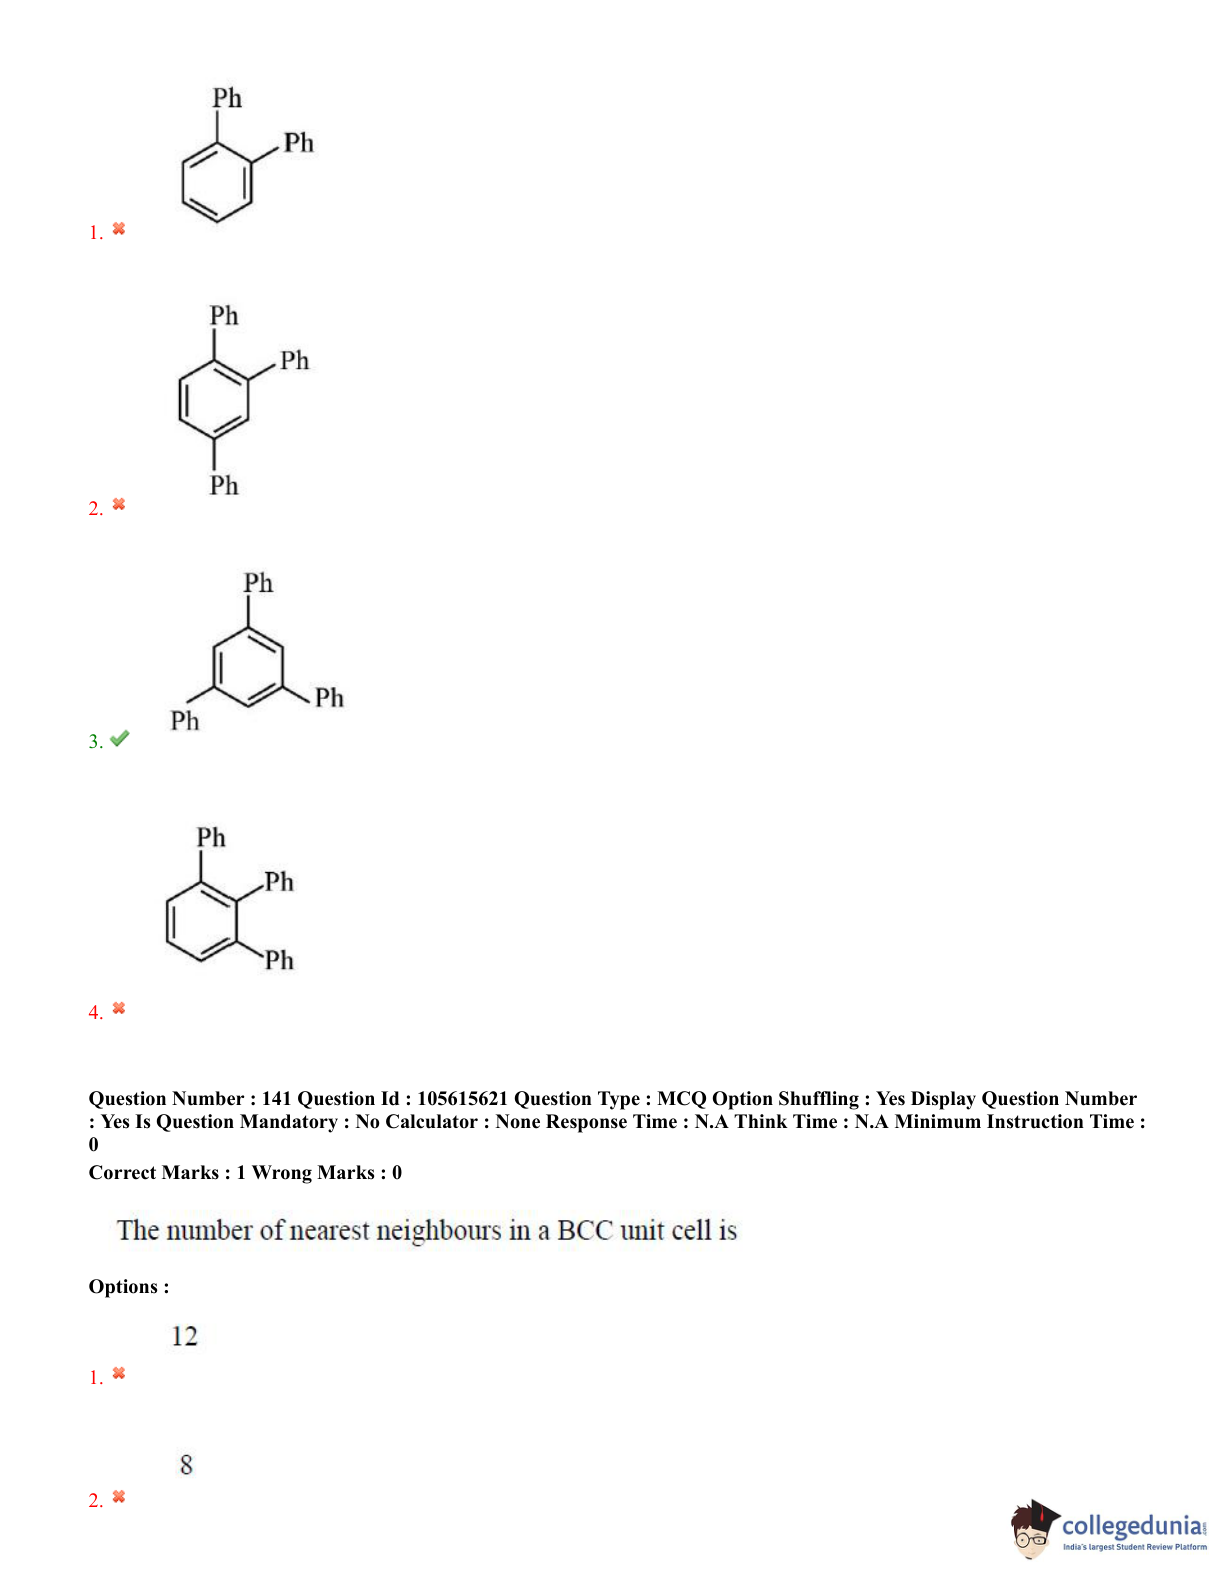 Ph
Ph
1.
Ph
Ph
Ph
2.
Ph
Ph
Ph
3.
Ph
Ph
Ph
4.
Question Number : 141 Question Id : 105615621 Question Type : MCQ Option Shuffling : Yes Display Question Number
: Yes Is Question Mandatory : No Calculator : None Response Time : N.A Think Time : N.A Minimum Instruction Time :
0
Correct Marks : 1 Wrong Marks : 0
The number of nearest neighbours in a BCC unit cell is
Options :
12
1.
8
2.
collegedunia.com
India's largest Student Review Platform